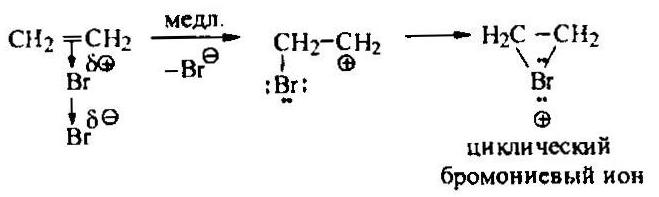 CH₂ = CH₂ медл. CH₂–CH₂ H₂C – CH₂
δ⊕ –Br⊖ ⊕
Br :Br: Br
δ⊖ ⊕
Br
циклический
бромониевый ион